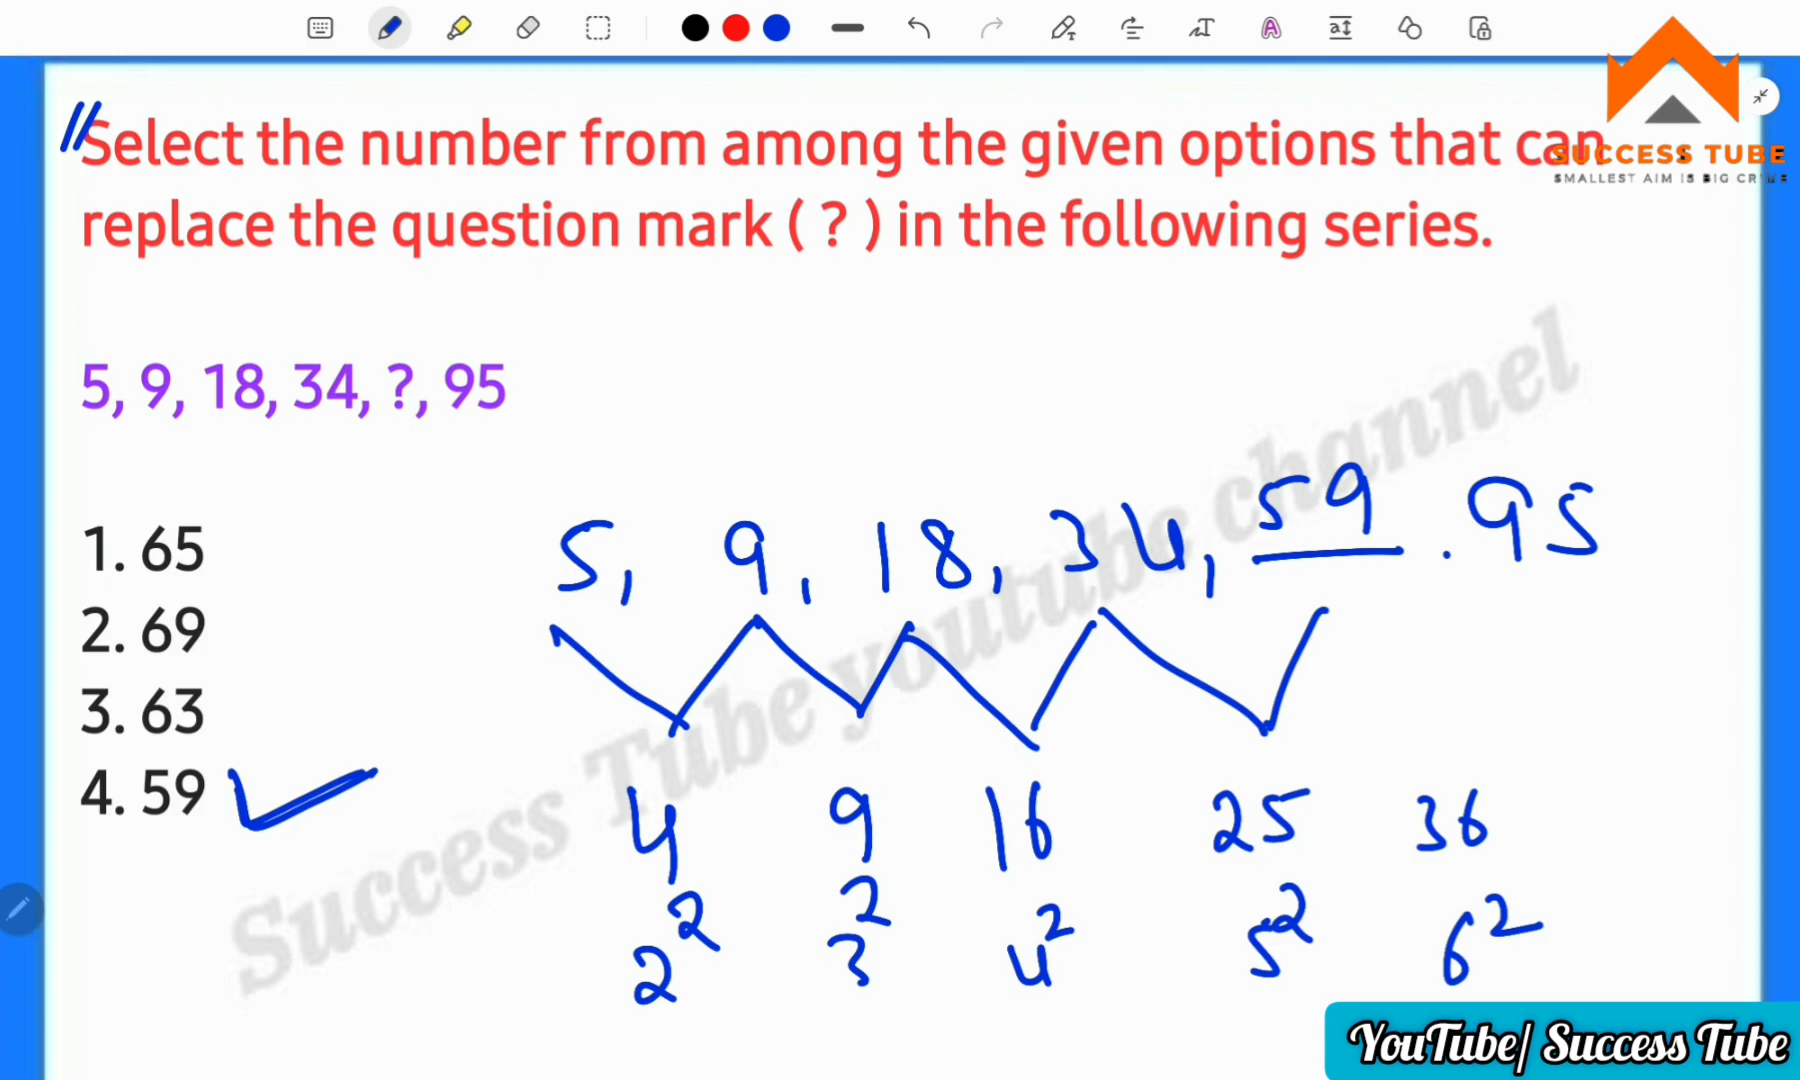 Select the number from among the given options that can
SUCCESS TUBE
SMALLEST AIM IS BIG CRIME
replace the question mark ( ? ) in the following series.
5, 9, 18, 34, ?, 95
5, 9, 18, 34, 59 . 95
1. 65
2. 69
3. 63
4. 59
4 9 16 25 36
2² 3² 4² 5² 6²
Success Tube youtube channel
YouTube/ Success Tube